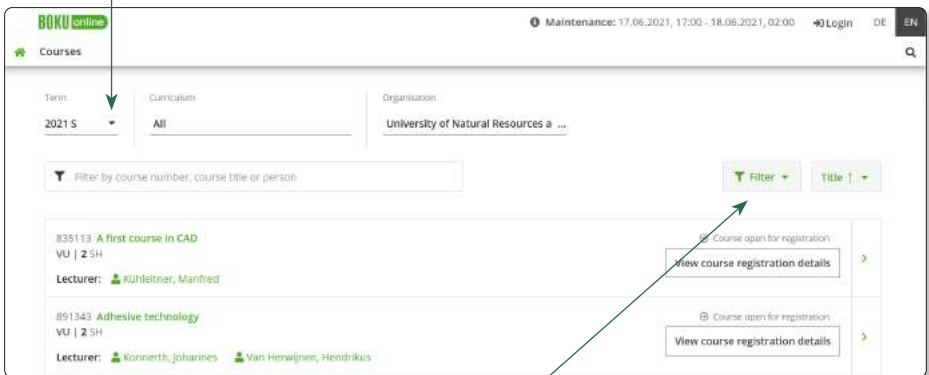 BOKU online
Maintenance: 17.06.2021, 17:00 - 18.06.2021, 02:00 Login DE EN
Courses
Term Curriculum Organisation
2021 S All University of Natural Resources a ...
Filter by course number, course title or person Filter Title ↑
835113 A first course in CAD
VU | 2 SH
Lecturer: Kühleitner, Manfred
Course open for registration
View course registration details
891343 Adhesive technology
VU | 2 SH
Lecturer: Konnerth, Johannes Van Herwijnen, Hendrikus
Course open for registration
View course registration details